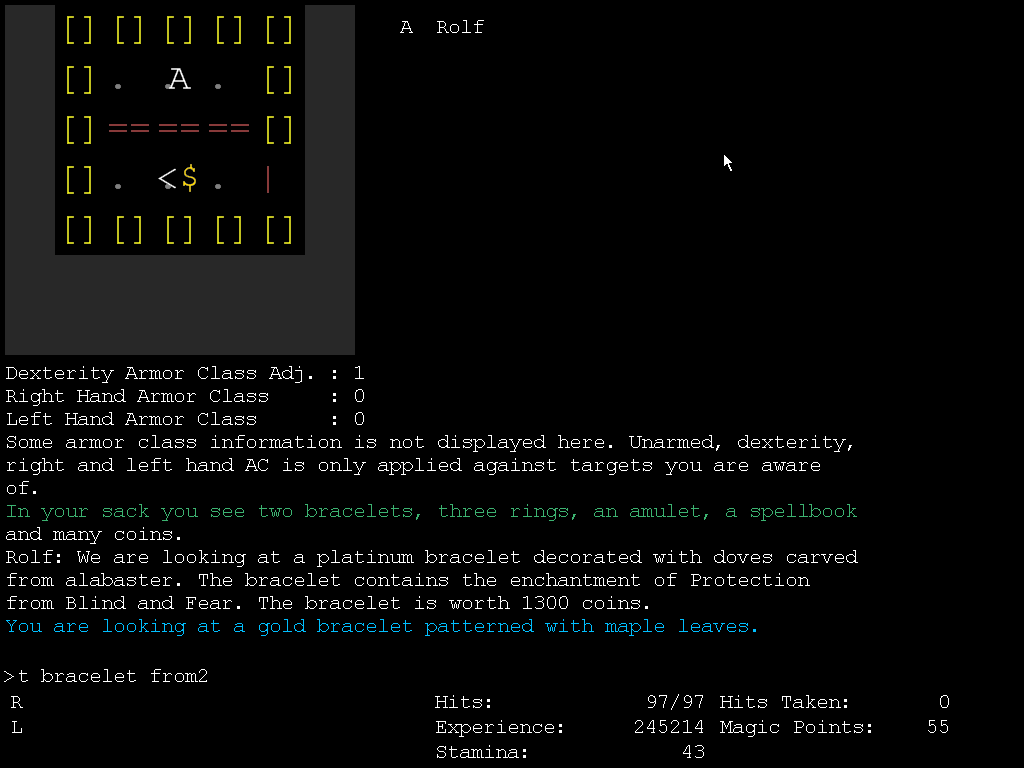 [] [] [] [] []
A Rolf
[] . .A . []
[] == == == []
[] . <.$ . |
[] [] [] [] []
Dexterity Armor Class Adj. : 1
Right Hand Armor Class : 0
Left Hand Armor Class : 0
Some armor class information is not displayed here. Unarmed, dexterity,
right and left hand AC is only applied against targets you are aware
of.
In your sack you see two bracelets, three rings, an amulet, a spellbook
and many coins.
Rolf: We are looking at a platinum bracelet decorated with doves carved
from alabaster. The bracelet contains the enchantment of Protection
from Blind and Fear. The bracelet is worth 1300 coins.
You are looking at a gold bracelet patterned with maple leaves.
>t bracelet from2
R Hits: 97/97 Hits Taken: 0
L Experience: 245214 Magic Points: 55
Stamina: 43